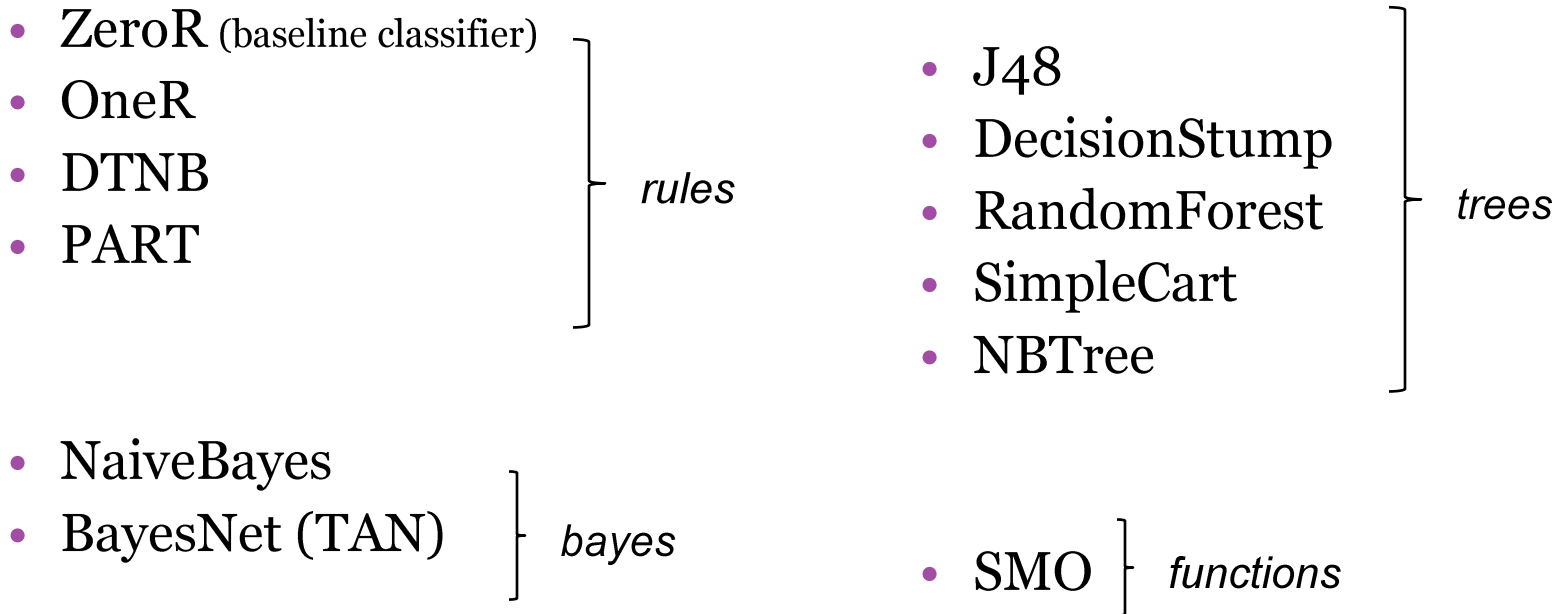 ZeroR (baseline classifier)
OneR
DTNB
PART
rules
J48
DecisionStump
RandomForest
SimpleCart
NBTree
trees
NaiveBayes
BayesNet (TAN)
bayes
SMO
functions